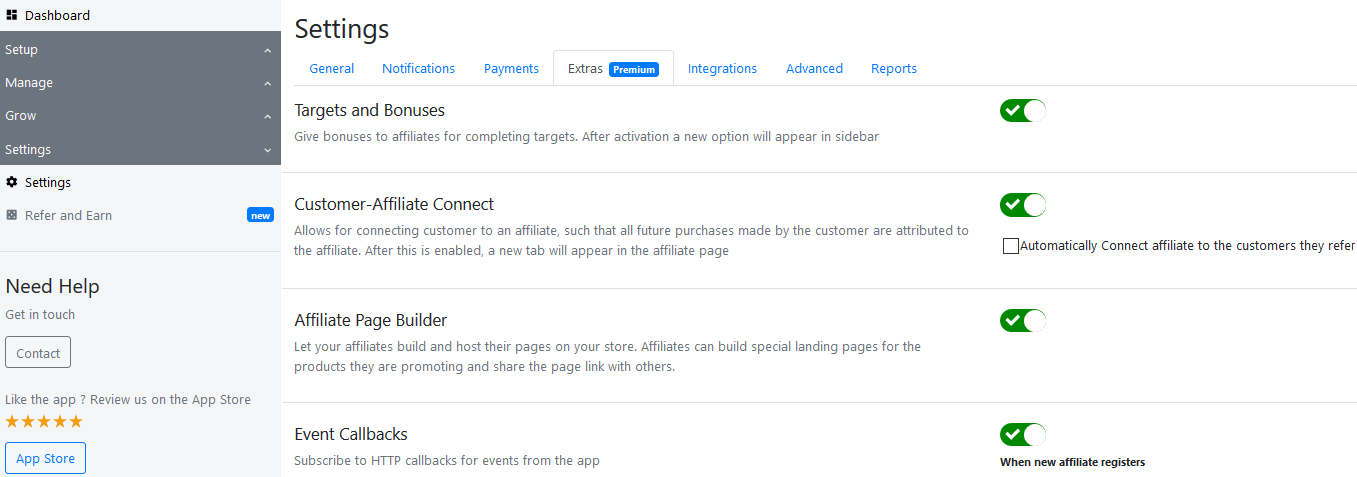 Dashboard
Setup
Manage
Grow
Settings
Settings
Refer and Earn new
Need Help
Get in touch
Contact
Like the app ? Review us on the App Store
App Store
Settings
General Notifications Payments Extras Premium Integrations Advanced Reports
Targets and Bonuses
Give bonuses to affiliates for completing targets. After activation a new option will appear in sidebar
Customer-Affiliate Connect
Allows for connecting customer to an affiliate, such that all future purchases made by the customer are attributed to
the affiliate. After this is enabled, a new tab will appear in the affiliate page
Automatically Connect affiliate to the customers they refer
Affiliate Page Builder
Let your affiliates build and host their pages on your store. Affiliates can build special landing pages for the
products they are promoting and share the page link with others.
Event Callbacks
Subscribe to HTTP callbacks for events from the app
When new affiliate registers